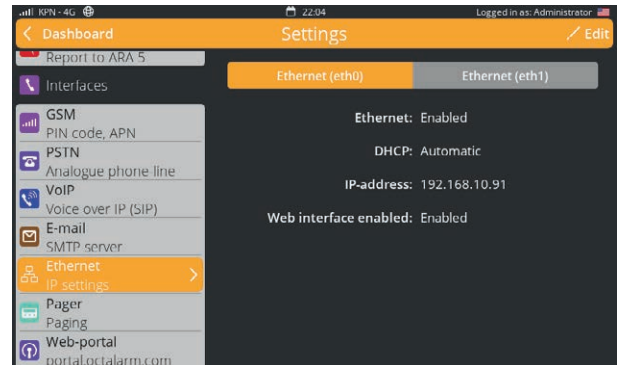 KPN - 4G 22:04 Logged in as: Administrator
Dashboard Settings Edit
Report to ARA 5
Interfaces
Ethernet (eth0) Ethernet (eth1)
GSM
PIN code, APN
PSTN
Analogue phone-line
VoIP
Voice over IP (SIP)
E-mail
SMTP server
Ethernet
IP settings
Pager
Paging
Web-portal
portal.octalarm.com
Ethernet: Enabled
DHCP: Automatic
IP-address: 192.168.10.91
Web interface enabled: Enabled